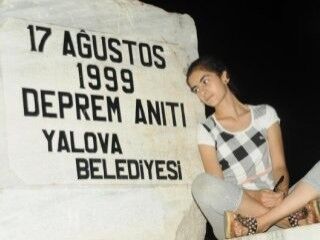 17 AĞUSTOS
1999
DEPREM ANITI
YALOVA
BELEDİYESİ